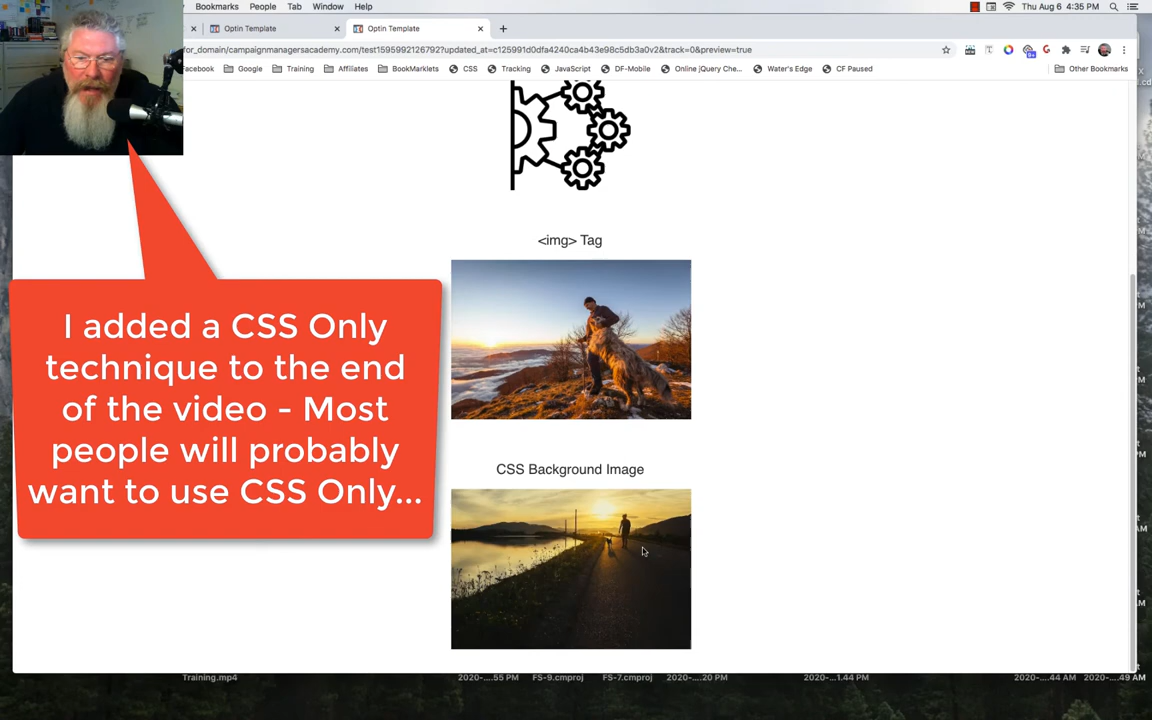 Bookmarks People Tab Window Help
Thu Aug 6 4:35 PM
Optin Template
Optin Template
for_domain/campaignmanagersacademy.com/test1595992126792?updated_at=c125991d0dfa4240ca4b43e98c5db3a0v2&track=0&preview=true
Facebook Google Training Affiliates BookMarklets CSS Tracking JavaScript DF-Mobile Online jQuery Che... Water's Edge CF Paused Other Bookmarks
<img> Tag
I added a CSS Only
technique to the end
of the video - Most
people will probably
want to use CSS Only...
CSS Background Image
Training.mp4 2020-....55 PM FS-9.cmproj FS-7.cmproj 2020-....20 PM 2020-...1.44 PM 2020-....44 AM 2020-....49 AM